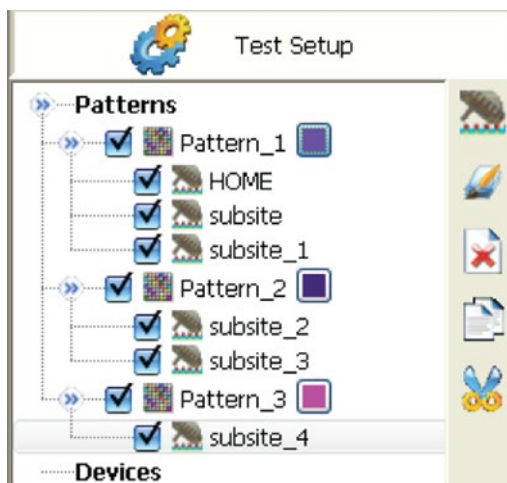 Test Setup
Patterns
Pattern_1
HOME
subsite
subsite_1
Pattern_2
subsite_2
subsite_3
Pattern_3
subsite_4
Devices